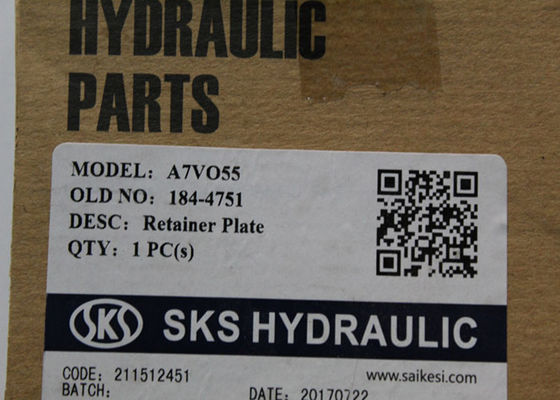 HYDRAULIC
PARTS
MODEL: A7VO55
OLD NO: 184-4751
DESC: Retainer Plate
QTY: 1 PC(s)
SKS SKS HYDRAULIC
CODE: 211512451 www.saikesi.com
BATCH: DATE: 20170722